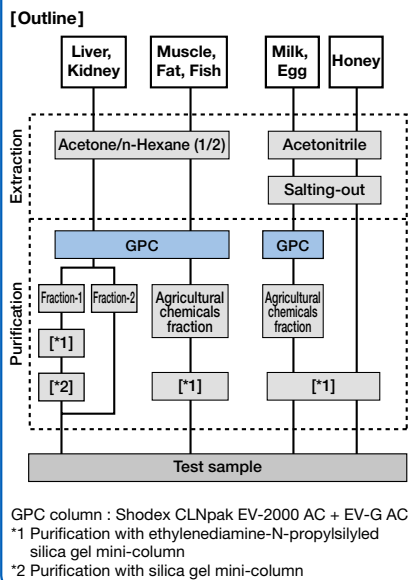 [Outline]
Liver,
Kidney
Muscle,
Fat, Fish
Milk,
Egg
Honey
Extraction
Acetone/n-Hexane (1/2)
Acetonitrile
Salting-out
Purification
GPC
GPC
Fraction-1
Fraction-2
Agricultural
chemicals
fraction
Agricultural
chemicals
fraction
[*1]
[*2]
[*1]
[*1]
Test sample
GPC column : Shodex CLNpak EV-2000 AC + EV-G AC
*1 Purification with ethylenediamine-N-propylsilyled
silica gel mini-column
*2 Purification with silica gel mini-column